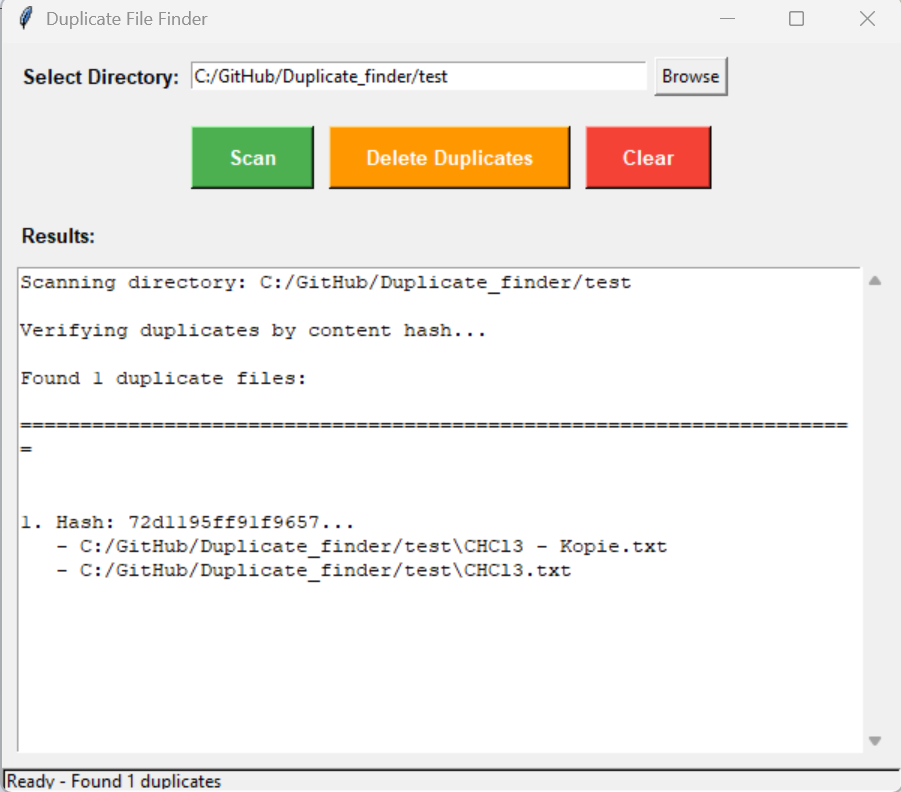 Duplicate File Finder
Select Directory: C:/GitHub/Duplicate_finder/test Browse
Scan Delete Duplicates Clear
Results:
Scanning directory: C:/GitHub/Duplicate_finder/test
Verifying duplicates by content hash...
Found 1 duplicate files:
=====================================================================
=
1. Hash: 72d1195ff91f9657...
- C:/GitHub/Duplicate_finder/test\CHCl3 - Kopie.txt
- C:/GitHub/Duplicate_finder/test\CHCl3.txt
Ready - Found 1 duplicates